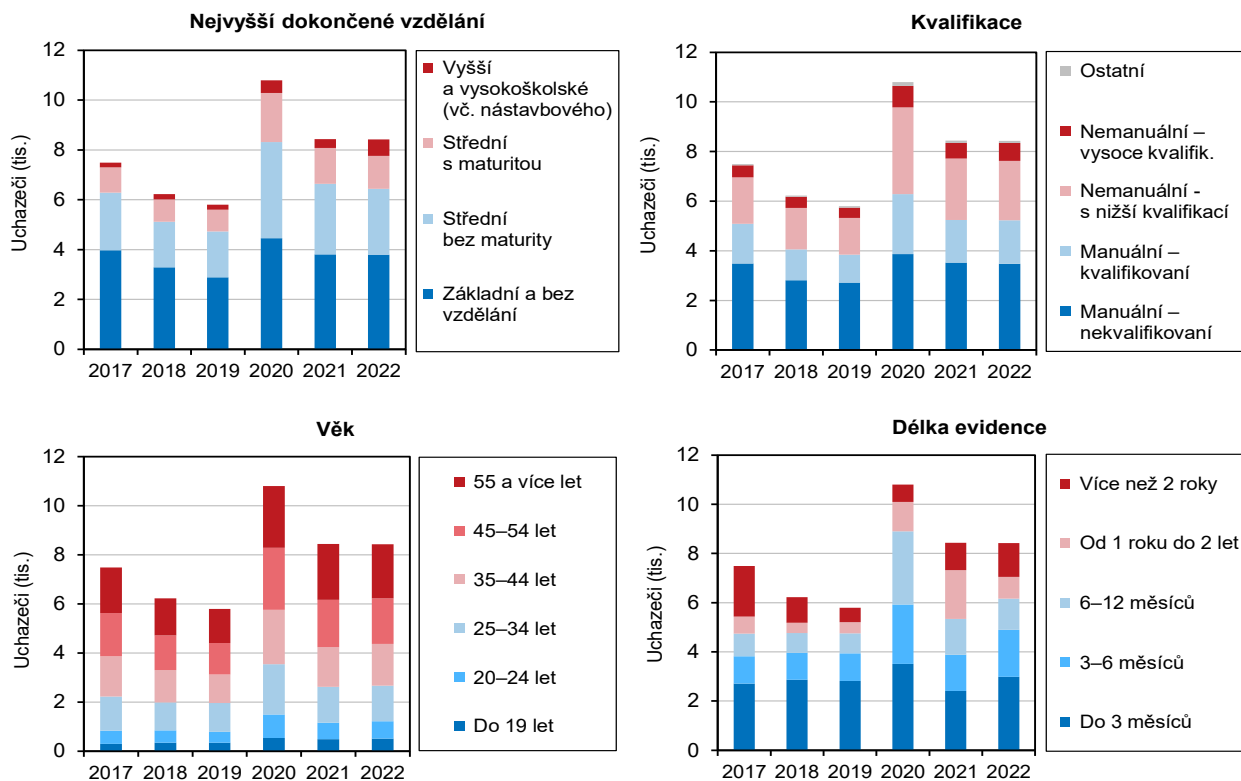 Nejvyšší dokončené vzdělání
Uchazeči (tis.)
12
10
8
6
4
2
0
2017 2018 2019 2020 2021 2022
Vyšší
a vysokoškolské
(vč. nástavbového)
Střední
s maturitou
Střední
bez maturity
Základní a bez
vzdělání
Kvalifikace
Uchazeči (tis.)
12
10
8
6
4
2
0
2017 2018 2019 2020 2021 2022
Ostatní
Nemanuální –
vysoce kvalifik.
Nemanuální -
s nižší kvalifikací
Manuální –
kvalifikovaní
Manuální –
nekvalifikovaní
Věk
Uchazeči (tis.)
12
10
8
6
4
2
0
2017 2018 2019 2020 2021 2022
55 a více let
45–54 let
35–44 let
25–34 let
20–24 let
Do 19 let
Délka evidence
Uchazeči (tis.)
12
10
8
6
4
2
0
2017 2018 2019 2020 2021 2022
Více než 2 roky
Od 1 roku do 2 let
6–12 měsíců
3–6 měsíců
Do 3 měsíců